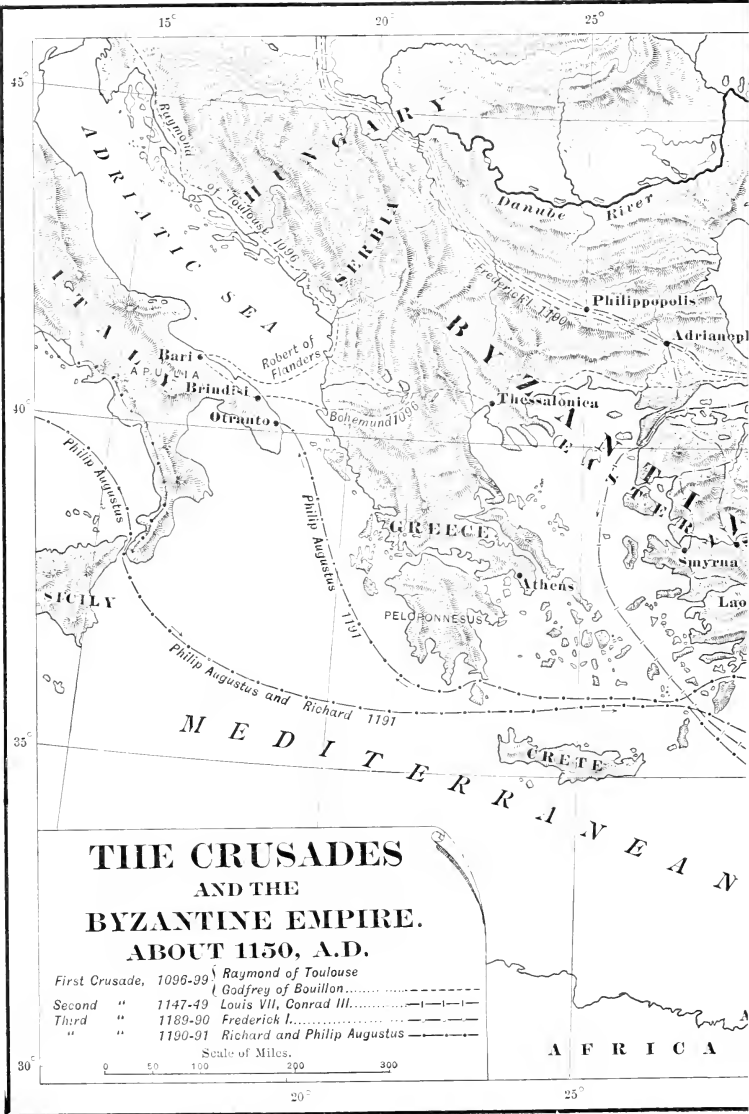 15°
20°
25°
45°
HUNGARY
Raymond
of Toulouse 1096
ADRIATIC SEA
SERBIA
Danube River
Frederick I. 1190
Philippopolis
Adrianopl
ITALY
Bari
APULIA
Robert of
Flanders
BYZANTIN
Brindisi
Thessalonica
40°
Otranto
Bohemund 1096
EASTERN
Philip Augustus
Philip Augustus
1191
GREECE
Smyrna
Athens
SICILY
Lao
PELOPONNESUS
Philip Augustus and Richard 1191
MEDITERRANEAN
35°
CRETE
THE CRUSADES
AND THE
BYZANTINE EMPIRE.
ABOUT 1150, A.D.
First Crusade, 1096-99 { Raymond of Toulouse
Godfrey of Bouillon
Second " 1147-49 Louis VII, Conrad III
Third " 1189-90 Frederick I
" " 1190-91 Richard and Philip Augustus
Scale of Miles.
0 50 100 200 300
AFRICA
30°
20°
25°